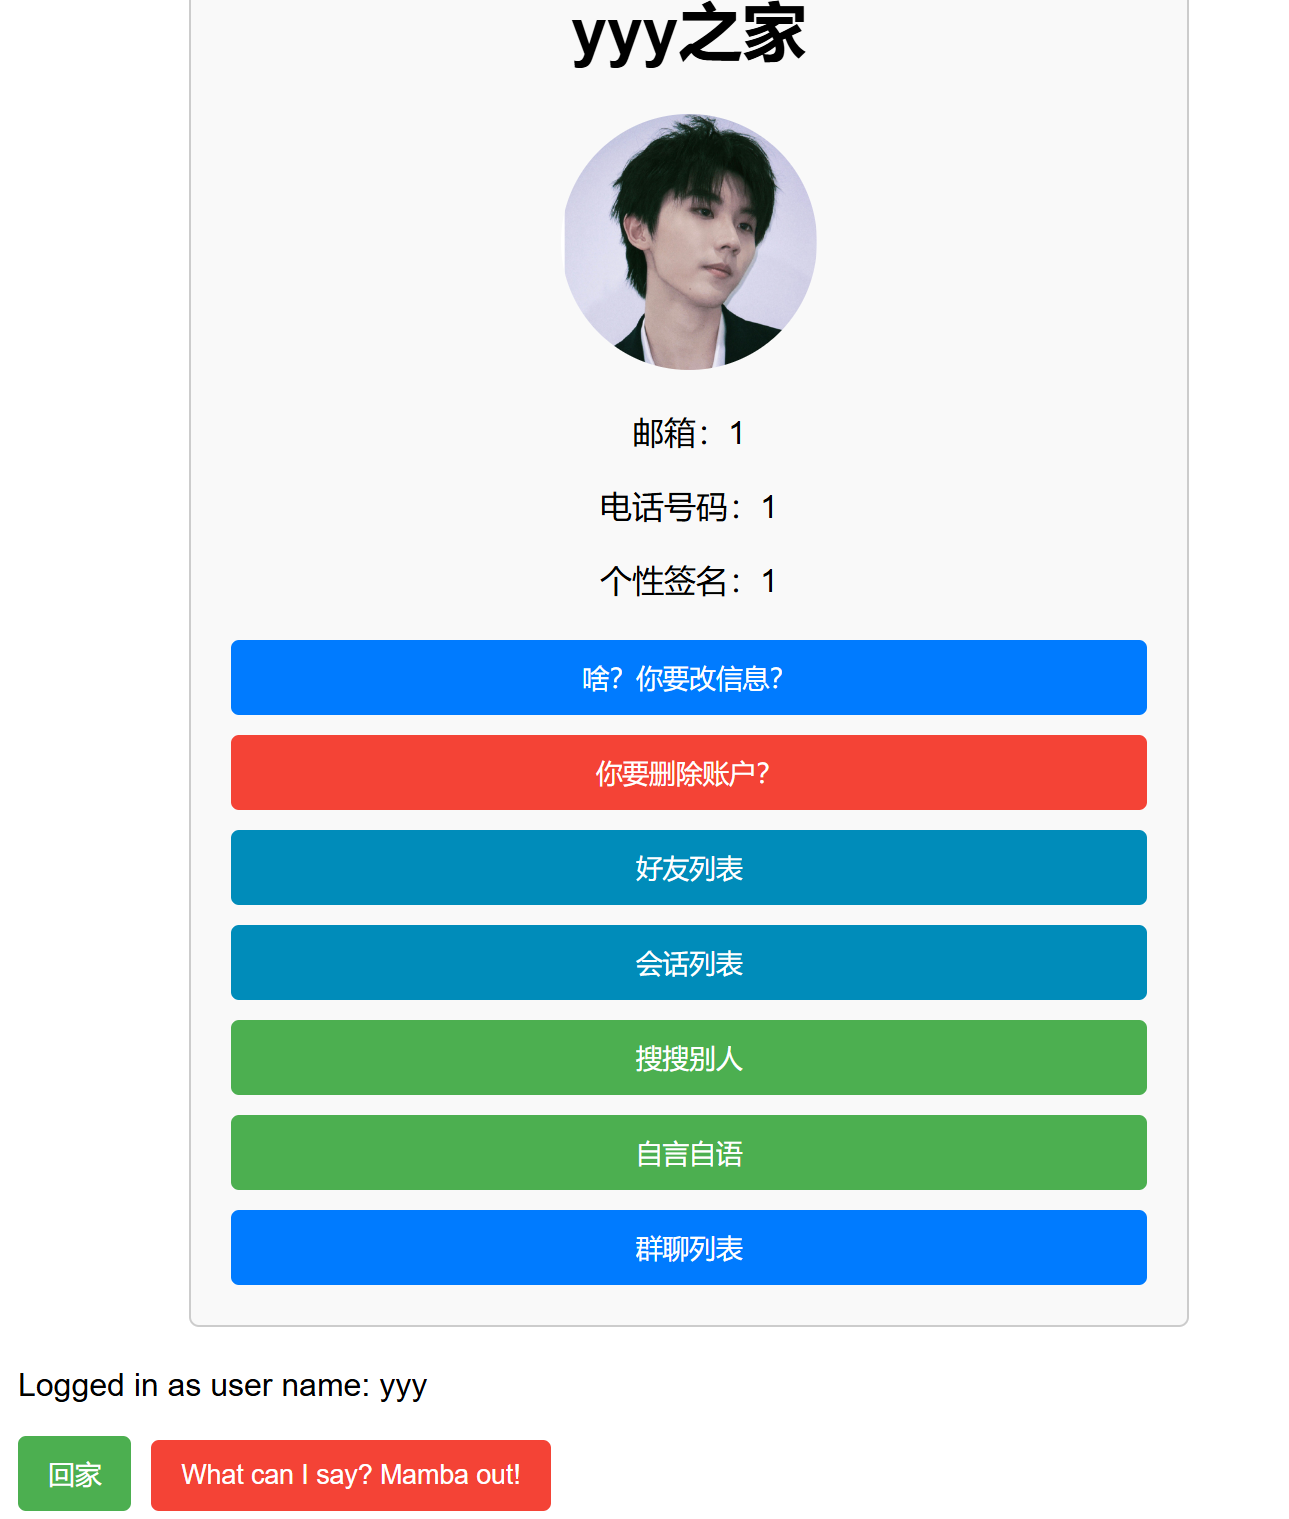 yyy之家
邮箱：1
电话号码：1
个性签名：1
啥？你要改信息？
你要删除账户？
好友列表
会话列表
搜搜别人
自言自语
群聊列表
Logged in as user name: yyy
回家
What can I say? Mamba out!